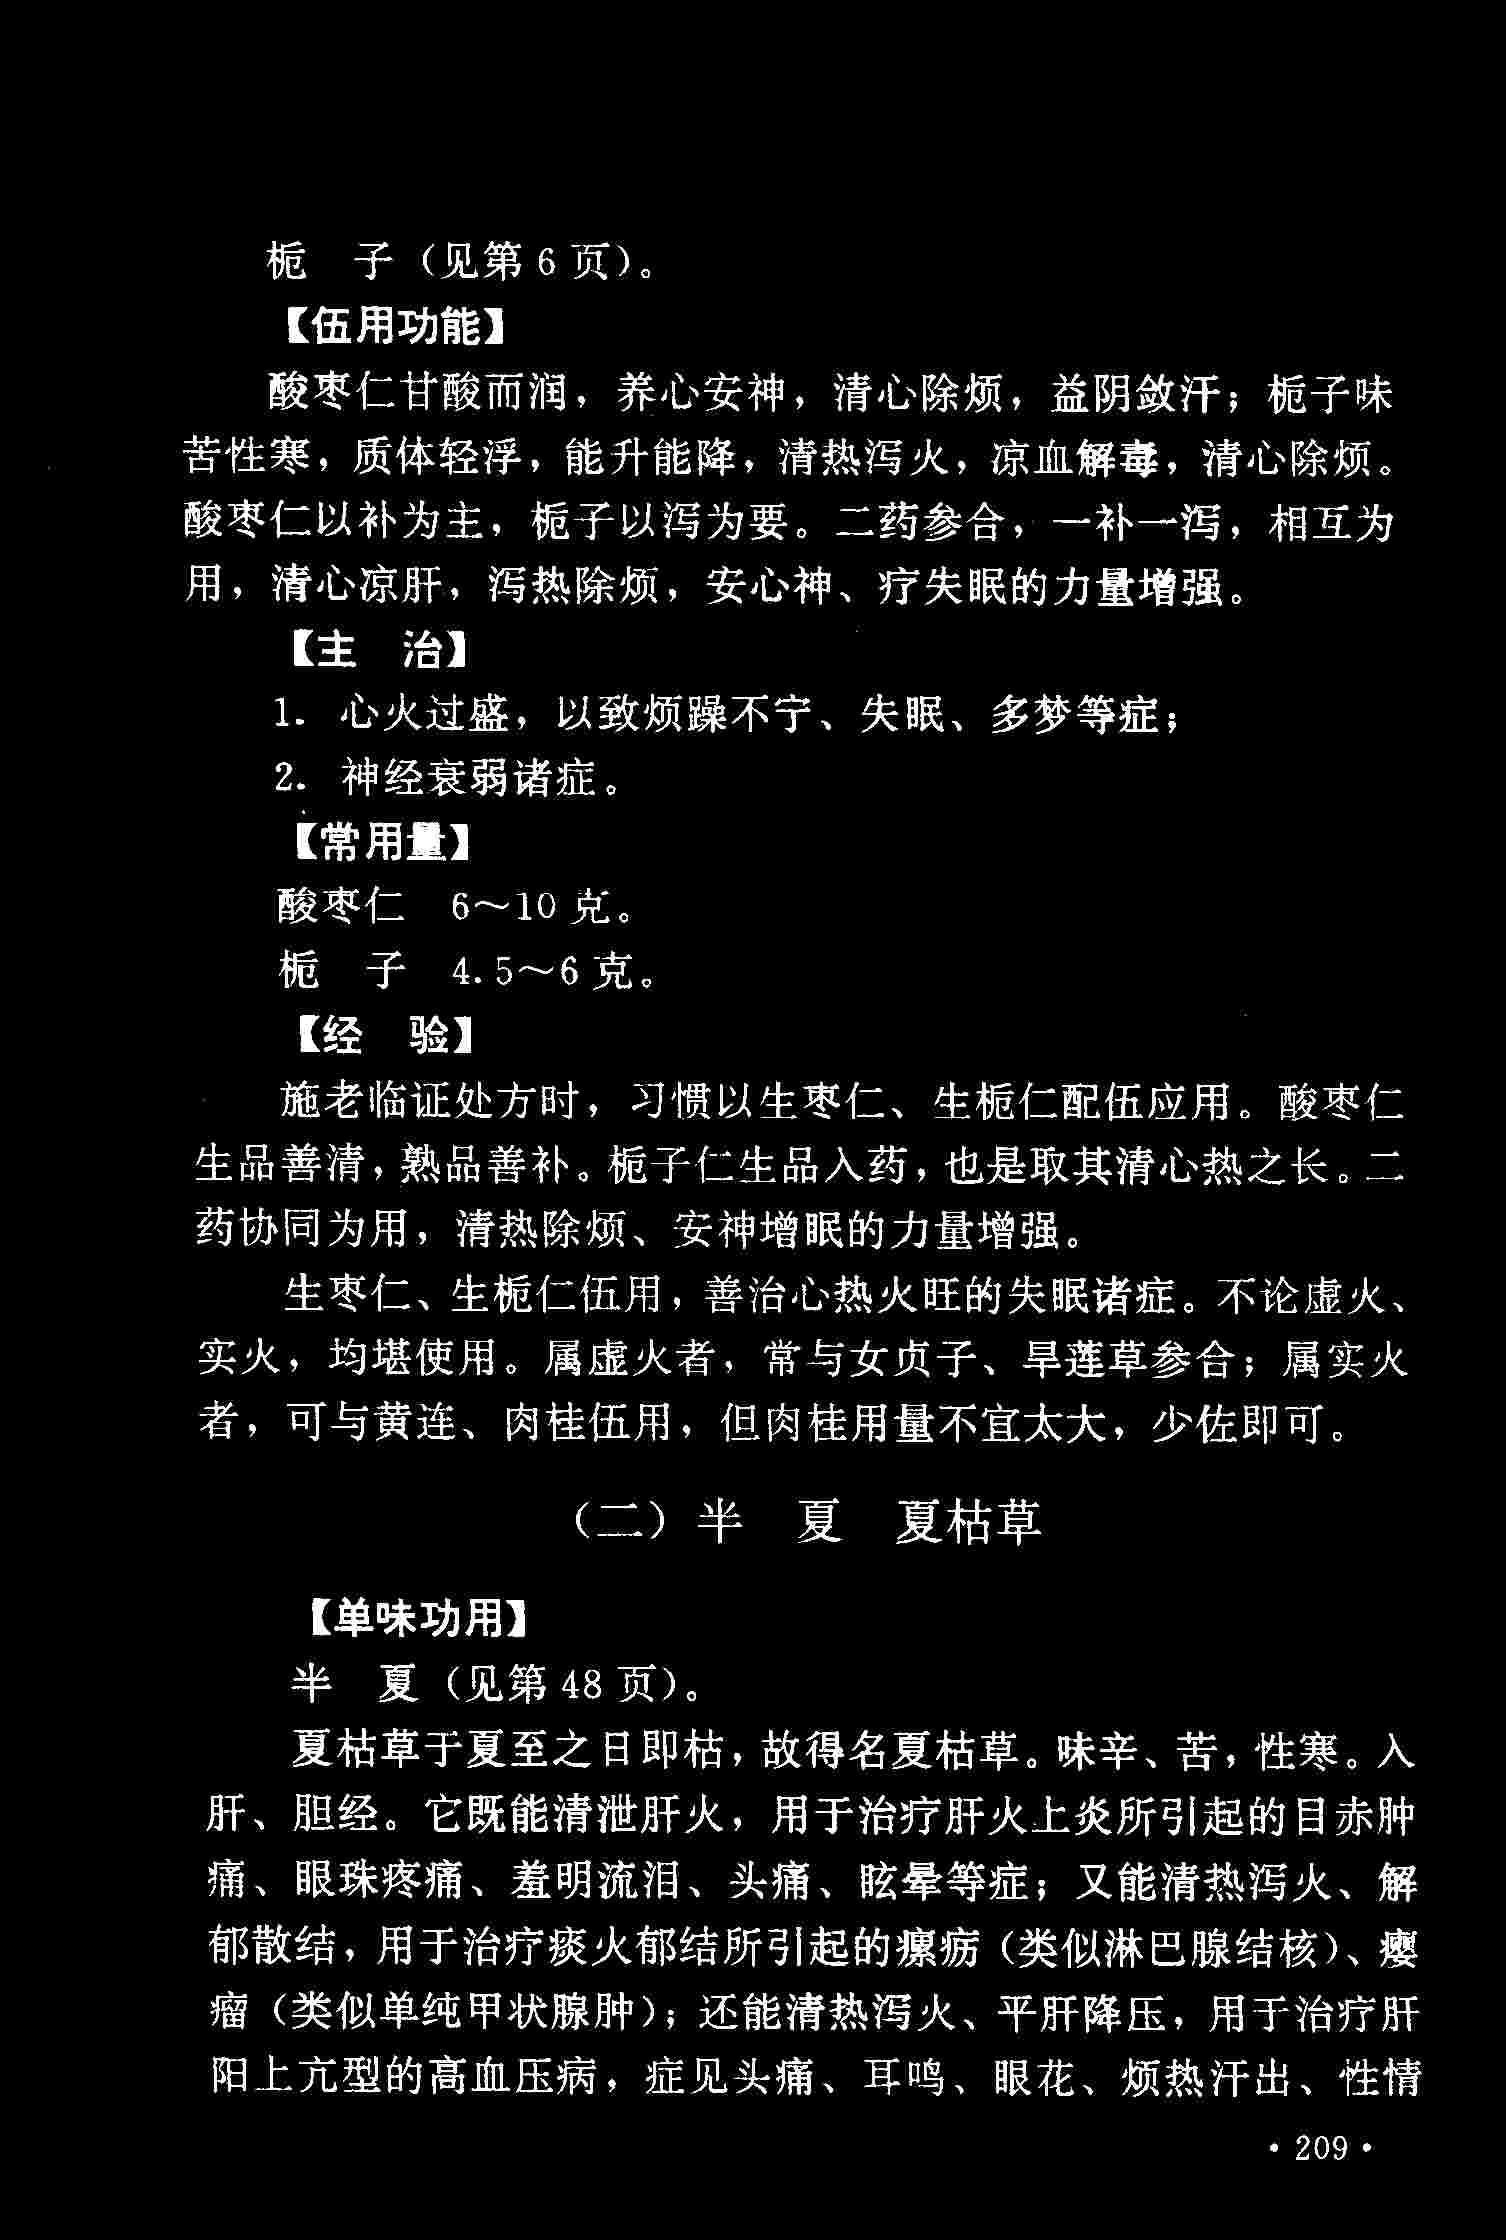 栀　子（见第 6 页）。
【伍用功能】
酸枣仁甘酸而润，养心安神，清心除烦，益阴敛汗；栀子味
苦性寒，质体轻浮，能升能降，清热泻火，凉血解毒，清心除烦。
酸枣仁以补为主，栀子以泻为要。二药参合，一补一泻，相互为
用，清心凉肝，泻热除烦，安心神、疗失眠的力量增强。
【主　治】
1. 心火过盛，以致烦躁不宁、失眠、多梦等症；
2. 神经衰弱诸症。
【常用量】
酸枣仁　6～10 克。
栀　子　4.5～6 克。
【经　验】
施老临证处方时，习惯以生枣仁、生栀仁配伍应用。酸枣仁
生品善清，熟品善补。栀子仁生品入药，也是取其清心热之长。二
药协同为用，清热除烦、安神增眠的力量增强。
生枣仁、生栀仁伍用，善治心热火旺的失眠诸症。不论虚火、
实火，均堪使用。属虚火者，常与女贞子、旱莲草参合；属实火
者，可与黄连、肉桂伍用，但肉桂用量不宜太大，少佐即可。
（二）半　夏　夏枯草
【单味功用】
半　夏（见第 48 页）。
夏枯草于夏至之日即枯，故得名夏枯草。味辛、苦，性寒。入
肝、胆经。它既能清泄肝火，用于治疗肝火上炎所引起的目赤肿
痛、眼珠疼痛、羞明流泪、头痛、眩晕等症；又能清热泻火、解
郁散结，用于治疗痰火郁结所引起的瘰疬（类似淋巴腺结核）、瘿
瘤（类似单纯甲状腺肿）；还能清热泻火、平肝降压，用于治疗肝
阳上亢型的高血压病，症见头痛、耳鸣、眼花、烦热汗出、性情
· 209 ·